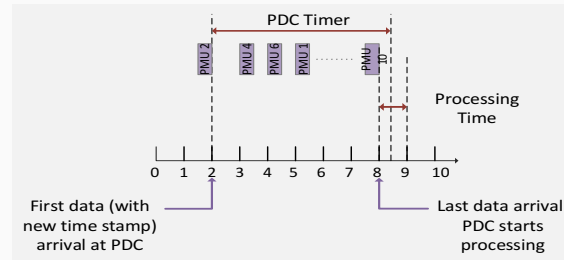 PDC Timer
PMU 2
PMU 4
PMU 6
PMU 1
PMU
10
Processing
Time
0 1 2 3 4 5 6 7 8 9 10
First data (with
new time stamp)
arrival at PDC
Last data arrival
PDC starts
processing